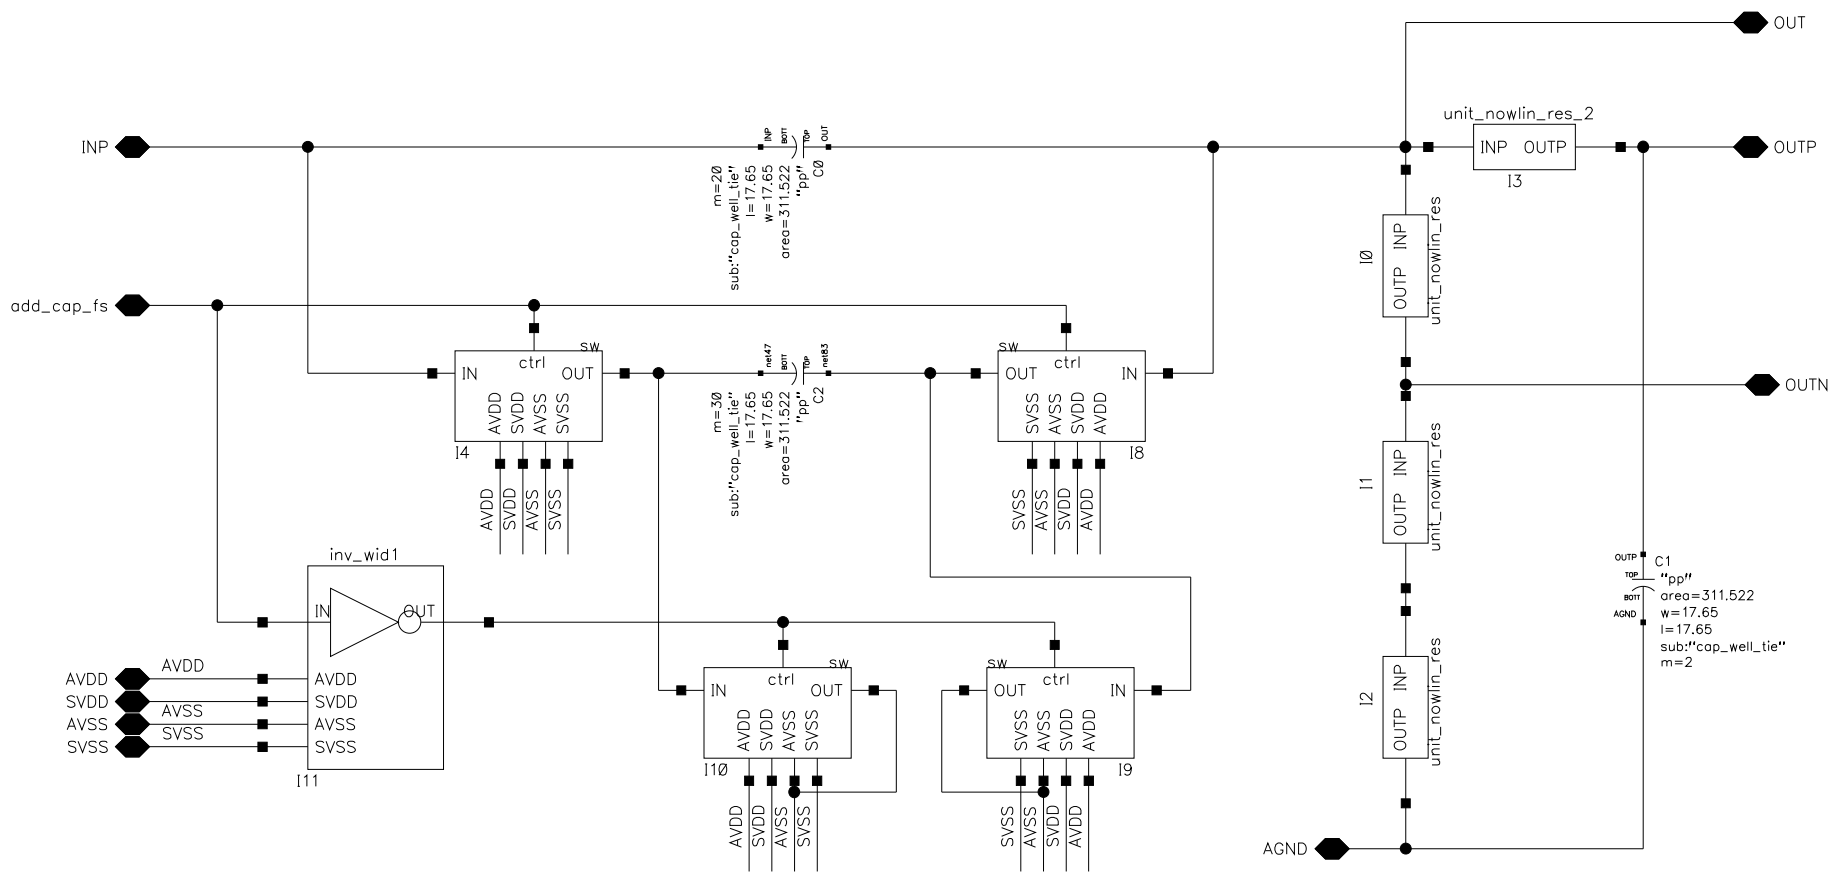 OUT
unit_nowlin_res_2
INP
INP
BOTT
TOP
OUT
C0
"pp"
area=311.522
w=17.65
l=17.65
sub:"cap_well_tie"
m=20
INP OUTP
I3
OUTP
I0
OUTP INP
unit_nowlin_res
add_cap_fs
SW
ctrl
IN OUT
AVDD
SVDD
AVSS
SVSS
I4
AVDD
SVDD
AVSS
SVSS
net47
BOTT
TOP
net83
C2
"pp"
area=311.522
w=17.65
l=17.65
sub:"cap_well_tie"
m=30
SW
ctrl
OUT IN
SVSS
AVSS
SVDD
AVDD
I8
SVSS
AVSS
SVDD
AVDD
OUTN
I1
OUTP INP
unit_nowlin_res
inv_wid1
IN OUT
AVDD AVDD AVDD
SVDD SVDD
AVSS AVSS AVSS
SVSS SVSS SVSS
I11
SW
ctrl
IN OUT
AVDD
SVDD
AVSS
SVSS
I10
AVDD
SVDD
AVSS
SVSS
SW
ctrl
OUT IN
SVSS
AVSS
SVDD
AVDD
I9
SVSS
AVSS
SVDD
AVDD
I2
OUTP INP
unit_nowlin_res
OUTP
TOP
BOTT
AGND
C1
"pp"
area=311.522
w=17.65
l=17.65
sub:"cap_well_tie"
m=2
AGND